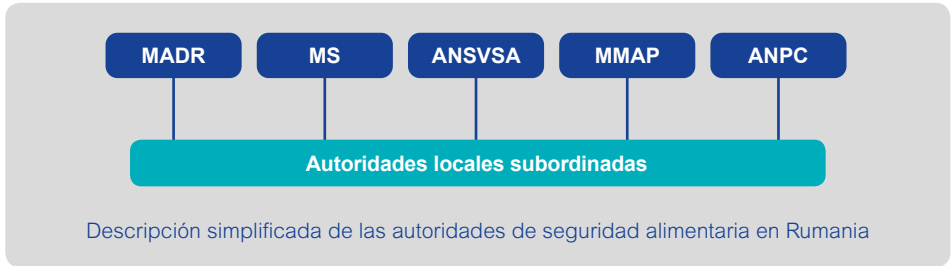 MADR MS ANSVSA MMAP ANPC
Autoridades locales subordinadas
Descripción simplificada de las autoridades de seguridad alimentaria en Rumania